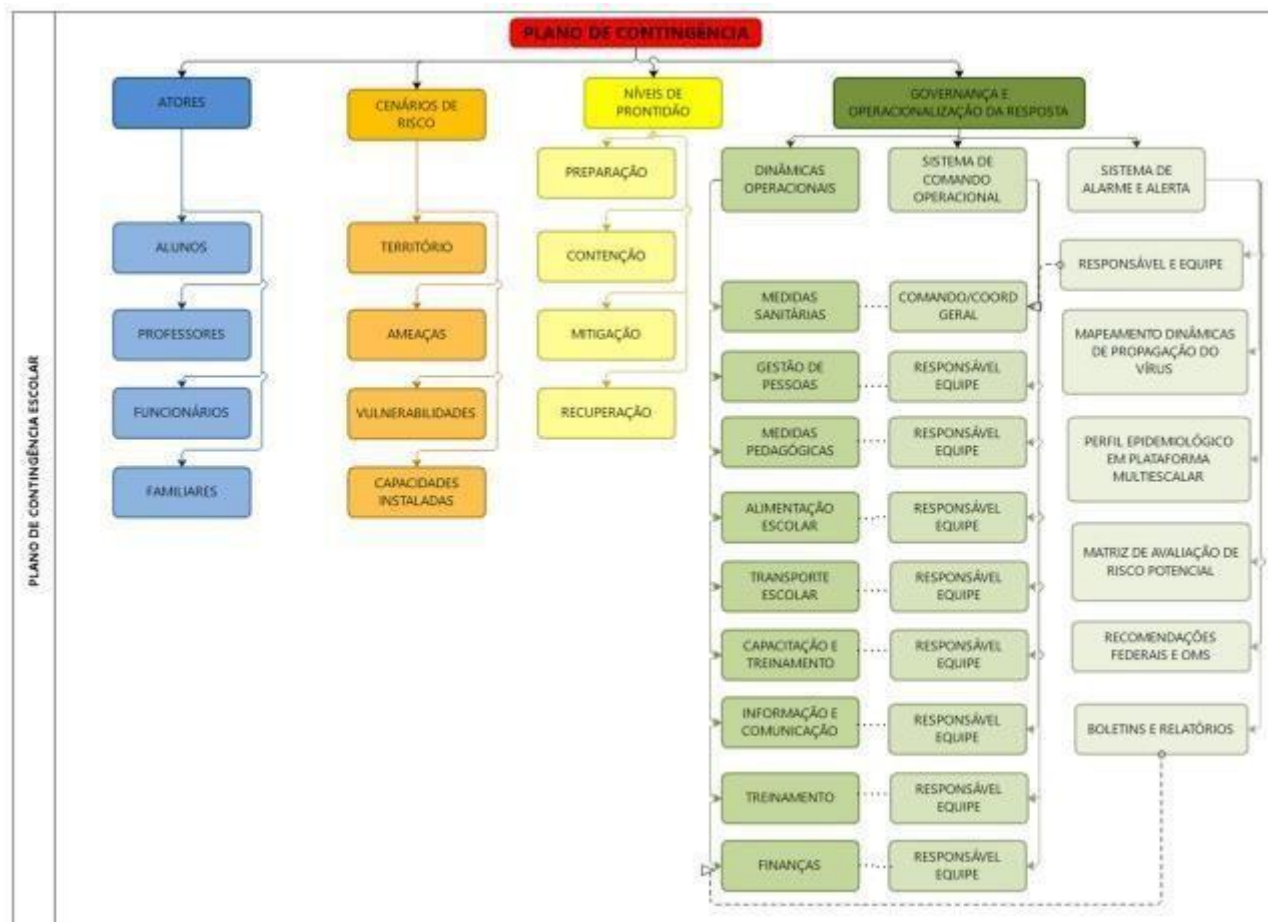 PLANO DE CONTINGÊNCIA ESCOLAR
PLANO DE CONTINGÊNCIA
ATORES
ALUNOS
PROFESSORES
FUNCIONÁRIOS
FAMILIARES
CENÁRIOS DE
RISCO
TERRITÓRIO
AMEAÇAS
VULNERABILIDADES
CAPACIDADES
INSTALADAS
NÍVEIS DE
PRONTIDÃO
PREPARAÇÃO
CONTENÇÃO
MITIGAÇÃO
RECUPERAÇÃO
GOVERNANÇA E
OPERACIONALIZAÇÃO DA RESPOSTA
DINÂMICAS
OPERACIONAIS
MEDIDAS
SANITÁRIAS
GESTÃO DE
PESSOAS
MEDIDAS
PEDAGÓGICAS
ALIMENTAÇÃO
ESCOLAR
TRANSPORTE
ESCOLAR
CAPACITAÇÃO E
TREINAMENTO
INFORMAÇÃO E
COMUNICAÇÃO
TREINAMENTO
FINANÇAS
SISTEMA DE
COMANDO
OPERACIONAL
COMANDO/COORD
GERAL
RESPONSÁVEL
EQUIPE
RESPONSÁVEL
EQUIPE
RESPONSÁVEL
EQUIPE
RESPONSÁVEL
EQUIPE
RESPONSÁVEL
EQUIPE
RESPONSÁVEL
EQUIPE
RESPONSÁVEL
EQUIPE
RESPONSÁVEL
EQUIPE
SISTEMA DE
ALARME E ALERTA
RESPONSÁVEL E EQUIPE
MAPEAMENTO DINÂMICAS
DE PROPAGAÇÃO DO
VÍRUS
PERFIL EPIDEMIOLÓGICO
EM PLATAFORMA
MULTIESCALAR
MATRIZ DE AVALIAÇÃO DE
RISCO POTENCIAL
RECOMENDAÇÕES
FEDERAIS E OMS
BOLETINS E RELATÓRIOS